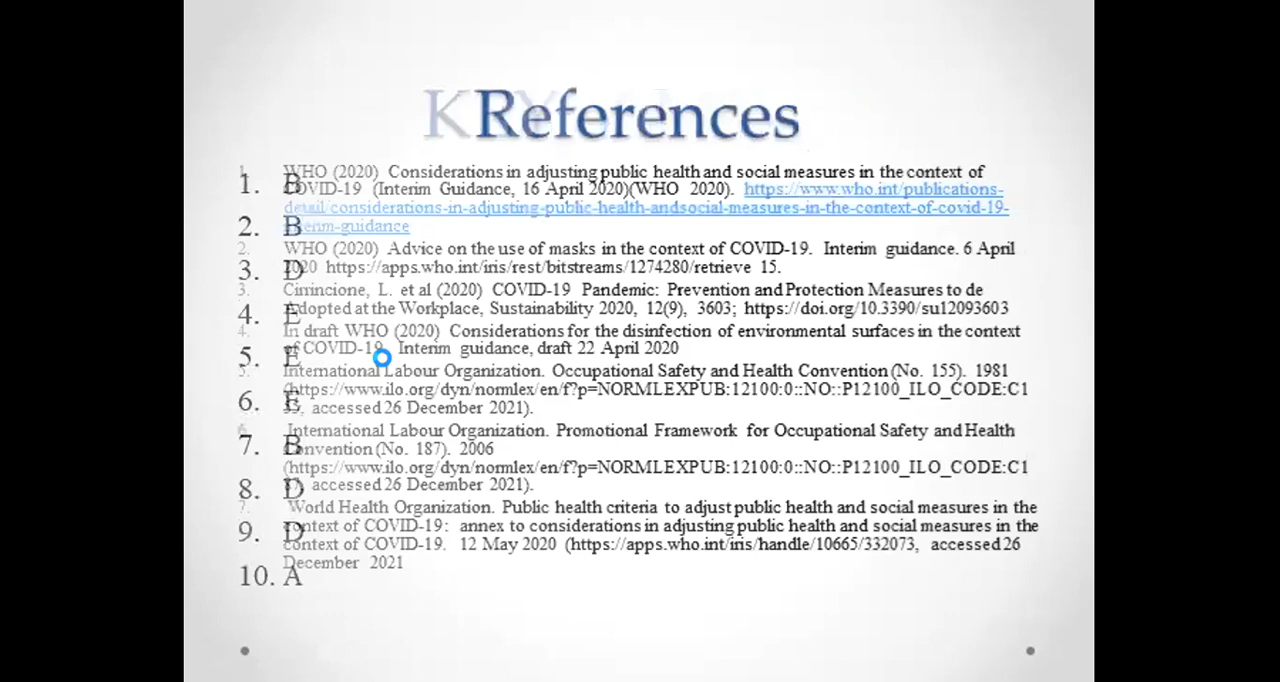 KReferences
1. WHO (2020) Considerations in adjusting public health and social measures in the context of
1. B
COVID-19 (Interim Guidance, 16 April 2020)(WHO 2020). https://www.who.int/publications-
detail/considerations-in-adjusting-public-health-andsocial-measures-in-the-context-of-covid-19-
interim-guidance
2. B
2. WHO (2020) Advice on the use of masks in the context of COVID-19. Interim guidance. 6 April
2020 https://apps.who.int/iris/rest/bitstreams/1274280/retrieve 15.
3. D
3. Cirrincione, L. et al (2020) COVID-19 Pandemic: Prevention and Protection Measures to de
Adopted at the Workplace, Sustainability 2020, 12(9), 3603; https://doi.org/10.3390/su12093603
4. E
4. In draft WHO (2020) Considerations for the disinfection of environmental surfaces in the context
of COVID-19. Interim guidance, draft 22 April 2020
5. E
5. International Labour Organization. Occupational Safety and Health Convention (No. 155). 1981
(https://www.ilo.org/dyn/normlex/en/f?p=NORMLEXPUB:12100:0::NO::P12100_ILO_CODE:C1
6. E
55, accessed 26 December 2021).
6. International Labour Organization. Promotional Framework for Occupational Safety and Health
7. B
Convention (No. 187). 2006
(https://www.ilo.org/dyn/normlex/en/f?p=NORMLEXPUB:12100:0::NO::P12100_ILO_CODE:C1
8. D
accessed 26 December 2021).
7. World Health Organization. Public health criteria to adjust public health and social measures in the
context of COVID-19: annex to considerations in adjusting public health and social measures in the
9. D
context of COVID-19. 12 May 2020 (https://apps.who.int/iris/handle/10665/332073, accessed 26
December 2021
10. A